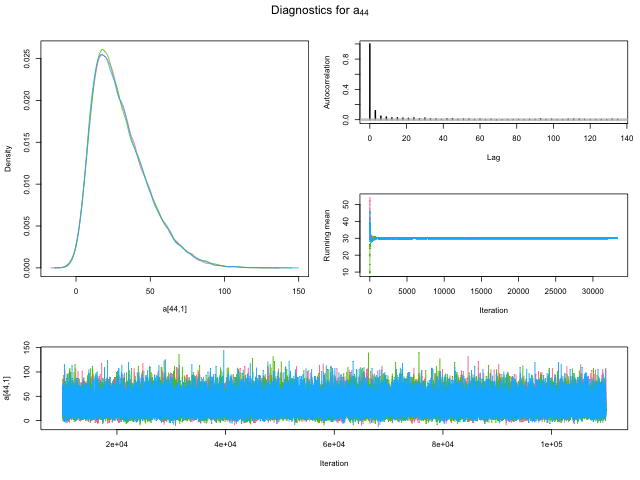 Diagnostics for a₄₄
Density
0.000 0.005 0.010 0.015 0.020 0.025
0 50 100 150
a[44,1]
Autocorrelation
0.0 0.4 0.8
0 20 40 60 80 100 120 140
Lag
Running mean
10 20 30 40 50
0 5000 10000 15000 20000 25000 30000
Iteration
a[44,1]
0 50 100 150
2e+04 4e+04 6e+04 8e+04 1e+05
Iteration